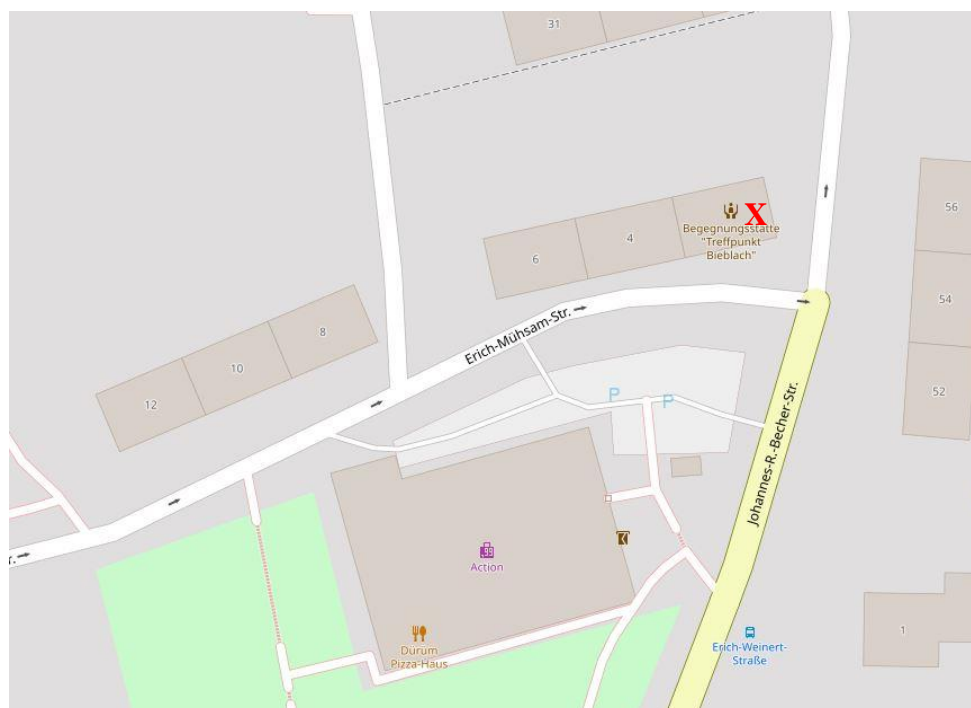 31
X
Begegnungsstätte
"Treffpunkt
Bieblach"
56
4
6
54
Erich-Mühsam-Str.
8
10
12
52
P
P
Johannes-R.-Becher-Str.
r.
Action
Durum
Pizza-Haus
Erich-Weinert-
Straße
1